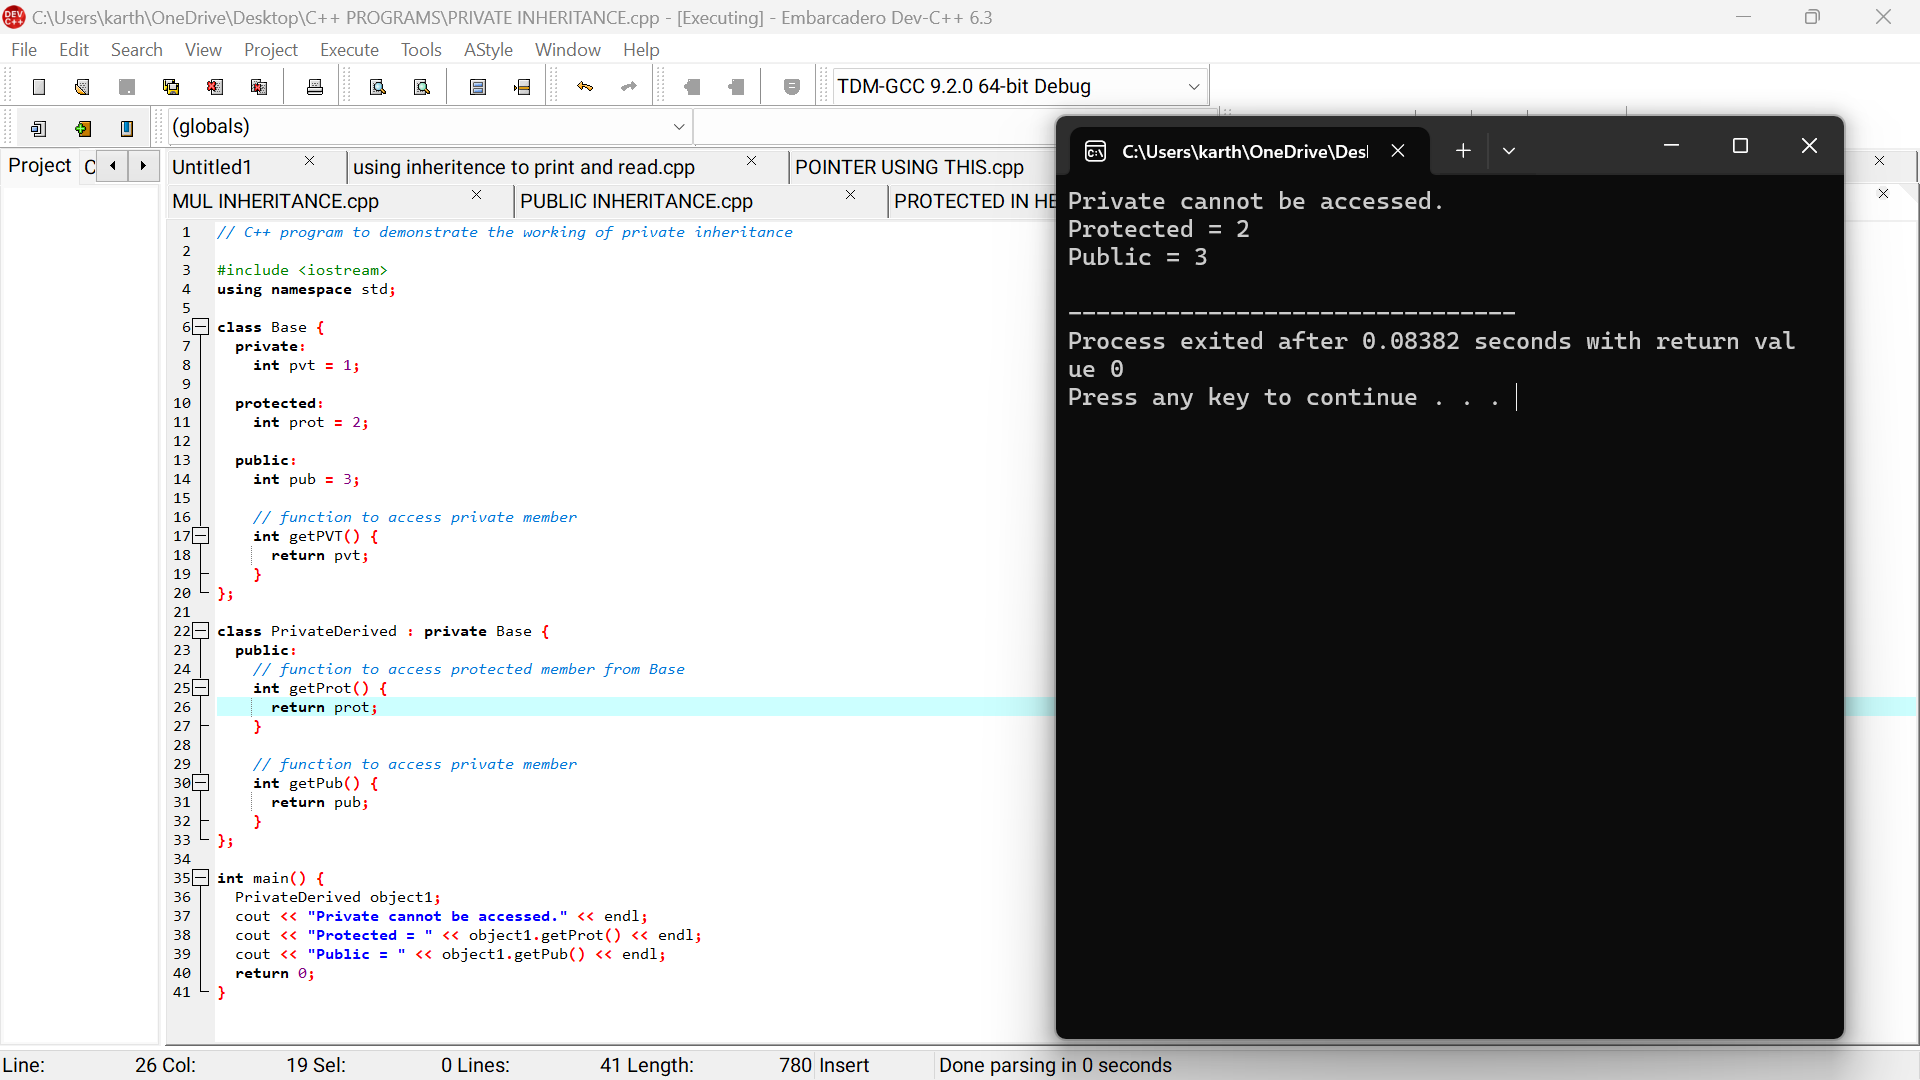 C:\Users\karth\OneDrive\Desktop\C++ PROGRAMS\PRIVATE INHERITANCE.cpp - [Executing] - Embarcadero Dev-C++ 6.3
File Edit Search View Project Execute Tools AStyle Window Help
TDM-GCC 9.2.0 64-bit Debug
(globals)
Project
Untitled1
using inheritence to print and read.cpp
POINTER USING THIS.cpp
MUL INHERITANCE.cpp
PUBLIC INHERITANCE.cpp
PROTECTED IN HE
1 // C++ program to demonstrate the working of private inheritance
2
3 #include <iostream>
4 using namespace std;
5
6 class Base {
7 private:
8 int pvt = 1;
9
10 protected:
11 int prot = 2;
12
13 public:
14 int pub = 3;
15
16 // function to access private member
17 int getPVT() {
18 return pvt;
19 }
20 };
21
22 class PrivateDerived : private Base {
23 public:
24 // function to access protected member from Base
25 int getProt() {
26 return prot;
27 }
28
29 // function to access private member
30 int getPub() {
31 return pub;
32 }
33 };
34
35 int main() {
36 PrivateDerived object1;
37 cout << "Private cannot be accessed." << endl;
38 cout << "Protected = " << object1.getProt() << endl;
39 cout << "Public = " << object1.getPub() << endl;
40 return 0;
41 }
C:\Users\karth\OneDrive\Des
Private cannot be accessed.
Protected = 2
Public = 3
--------------------------------
Process exited after 0.08382 seconds with return val
ue 0
Press any key to continue . . .
Line: 26 Col: 19 Sel: 0 Lines: 41 Length: 780 Insert Done parsing in 0 seconds